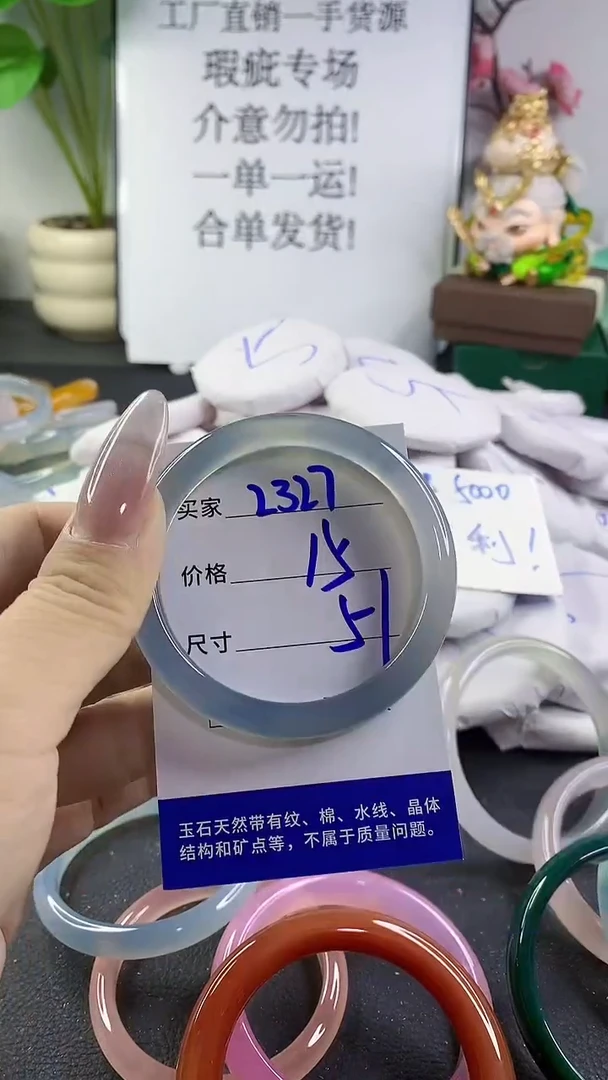 工厂直销一手货源
瑕疵专场
介意勿拍!
一单一运!
合单发货!
买家 2327
价格 15
尺寸 51
5000
利!
玉石天然带有纹、棉、水线、晶体
结构和矿点等，不属于质量问题。